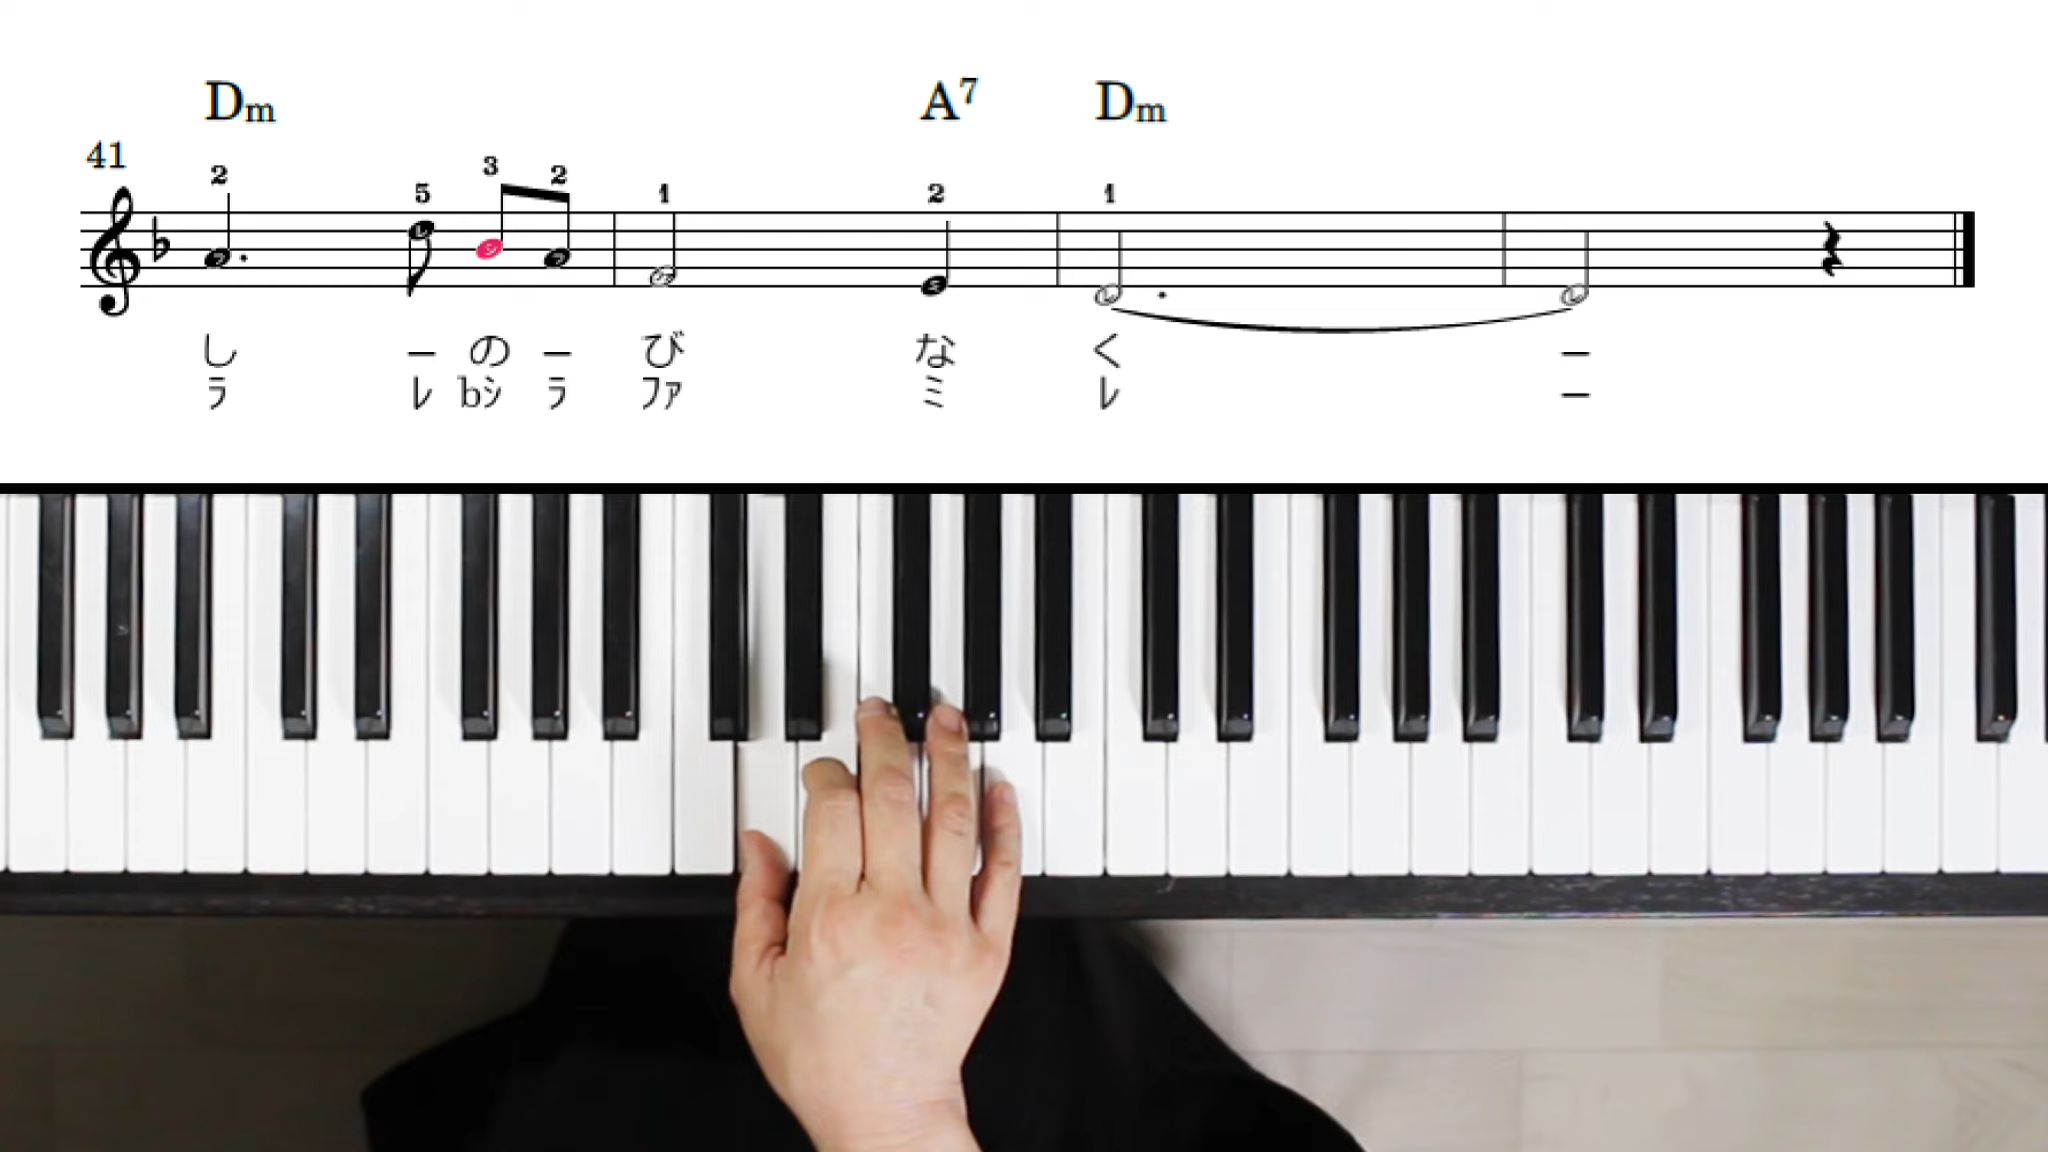 Dm A7 Dm
41
2 5 3 2 1 2 1
し ー の ー び な く ー
ﾗ ﾚ bｼ ﾗ ﾌｧ ミ ﾚ ー